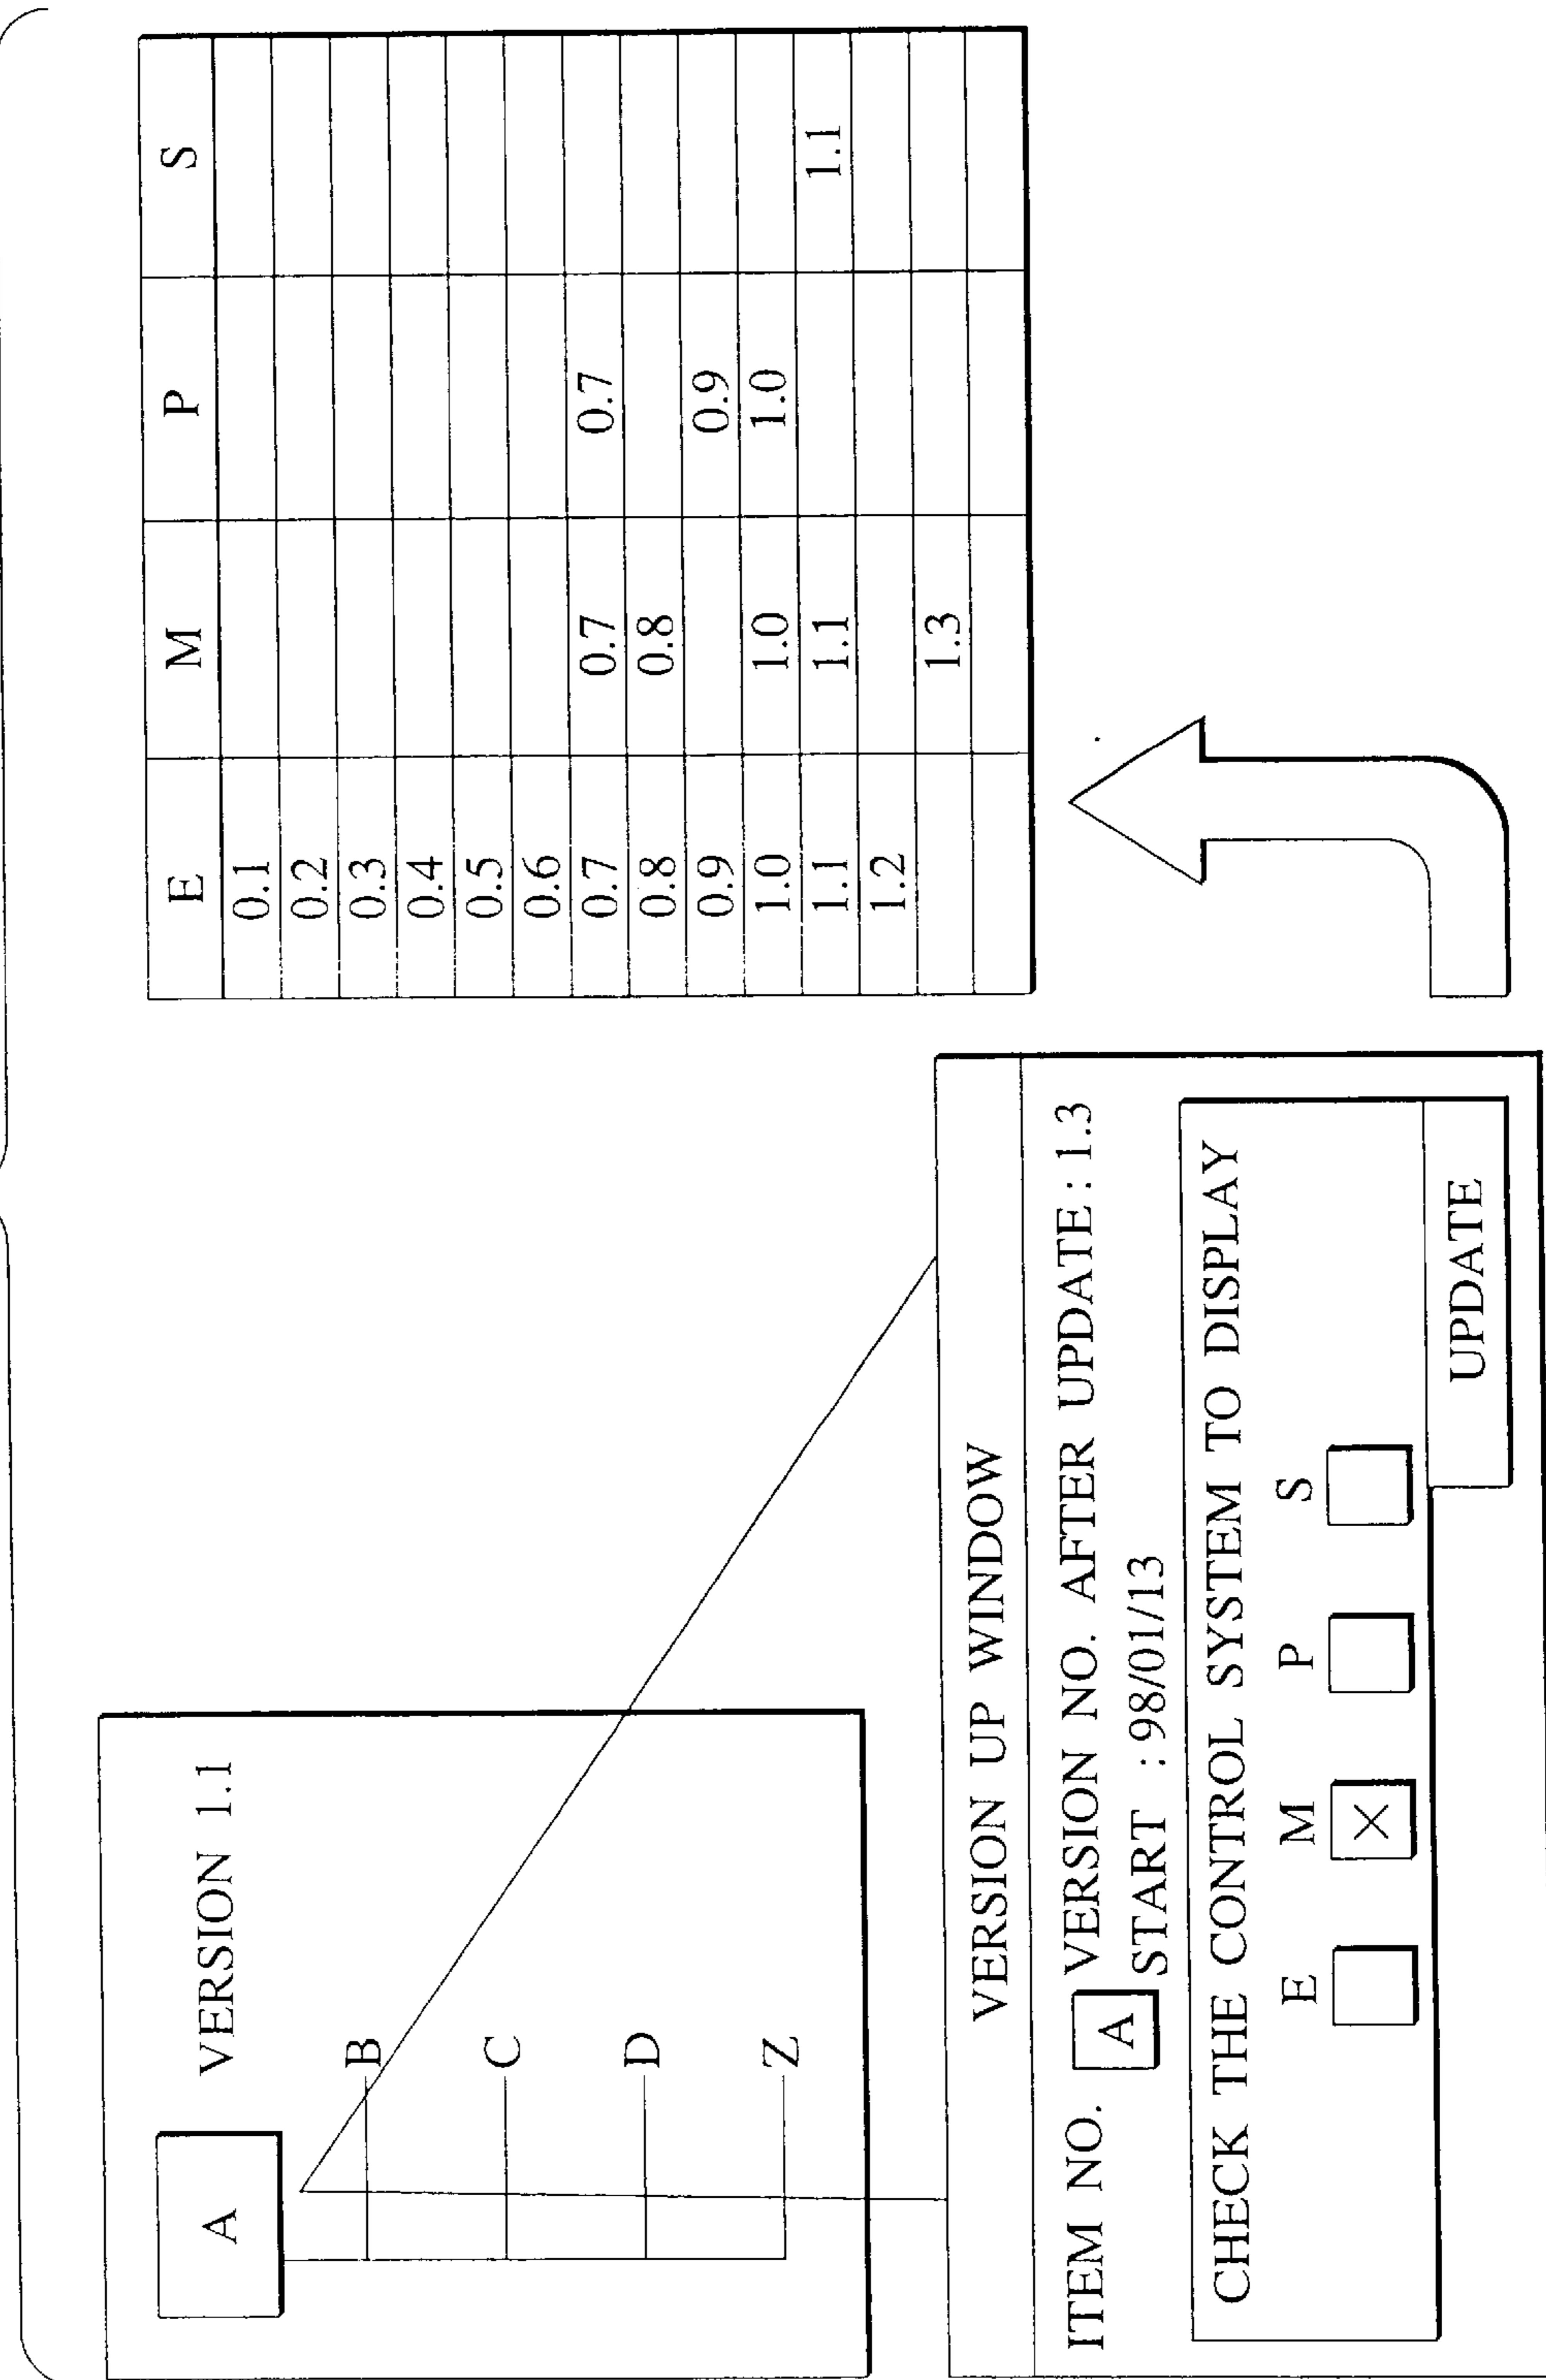 A VERSION 1.1
B
C
D
Z
E M P S
0.1
0.2
0.3
0.4
0.5
0.6
0.7 0.7 0.7
0.8 0.8
0.9 0.9
1.0 1.0 1.0
1.1 1.1 1.1
1.2
1.3
VERSION UP WINDOW
ITEM NO. A VERSION NO. AFTER UPDATE : 1.3
START : 98/01/13
CHECK THE CONTROL SYSTEM TO DISPLAY
E M P S
X
UPDATE